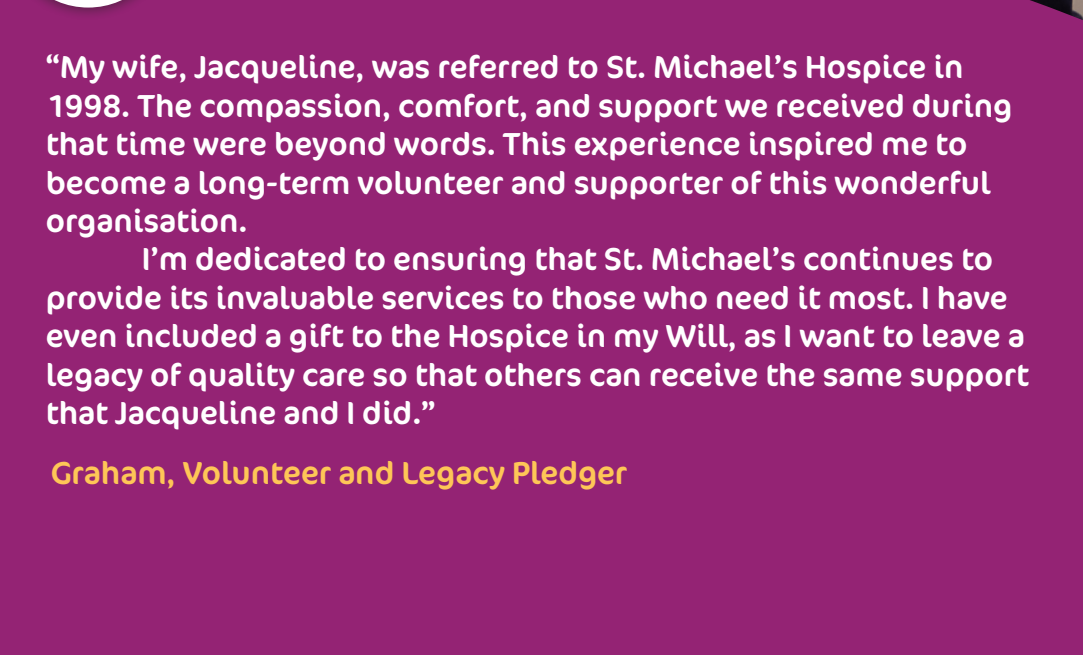 “My wife, Jacqueline, was referred to St. Michael’s Hospice in
1998. The compassion, comfort, and support we received during
that time were beyond words. This experience inspired me to
become a long-term volunteer and supporter of this wonderful
organisation.
I’m dedicated to ensuring that St. Michael’s continues to
provide its invaluable services to those who need it most. I have
even included a gift to the Hospice in my Will, as I want to leave a
legacy of quality care so that others can receive the same support
that Jacqueline and I did.”
Graham, Volunteer and Legacy Pledger